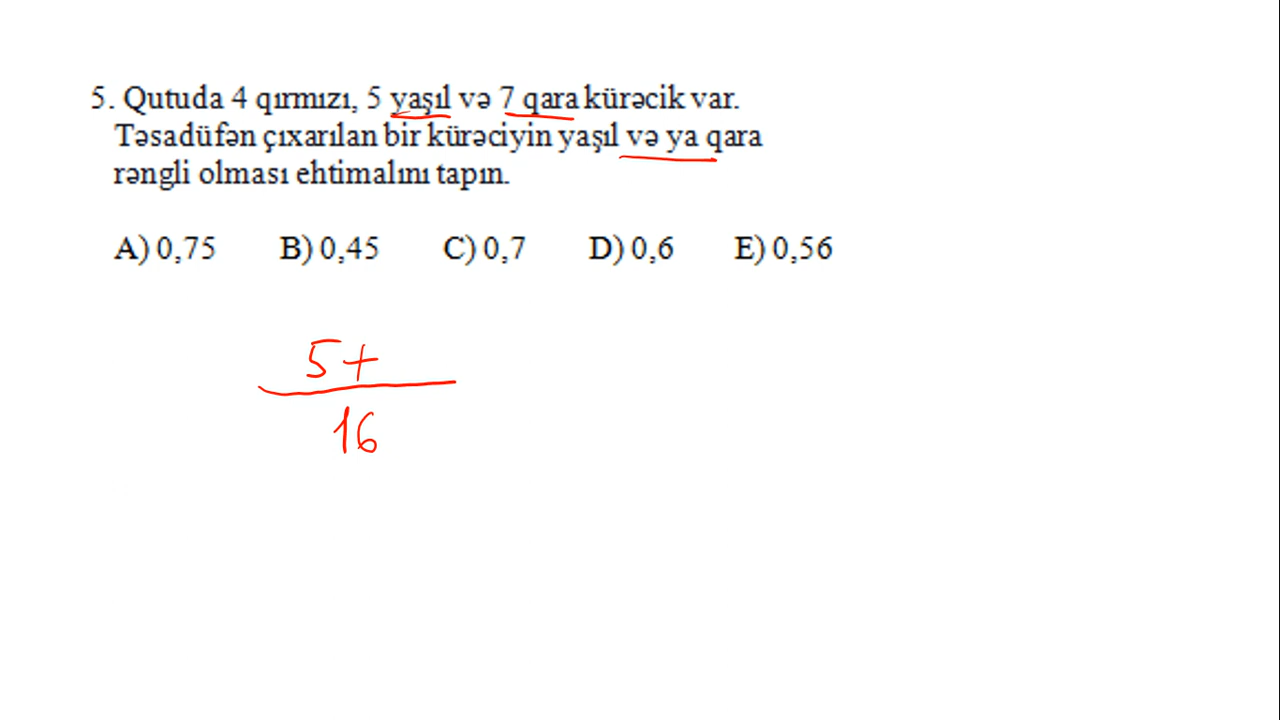 5. Qutuda 4 qırmızı, 5 yaşıl və 7 qara kürəcik var.
Təsadüfən çıxarılan bir kürəciyin yaşıl və ya qara
rəngli olması ehtimalını tapın.
A) 0,75 B) 0,45 C) 0,7 D) 0,6 E) 0,56
5+
16